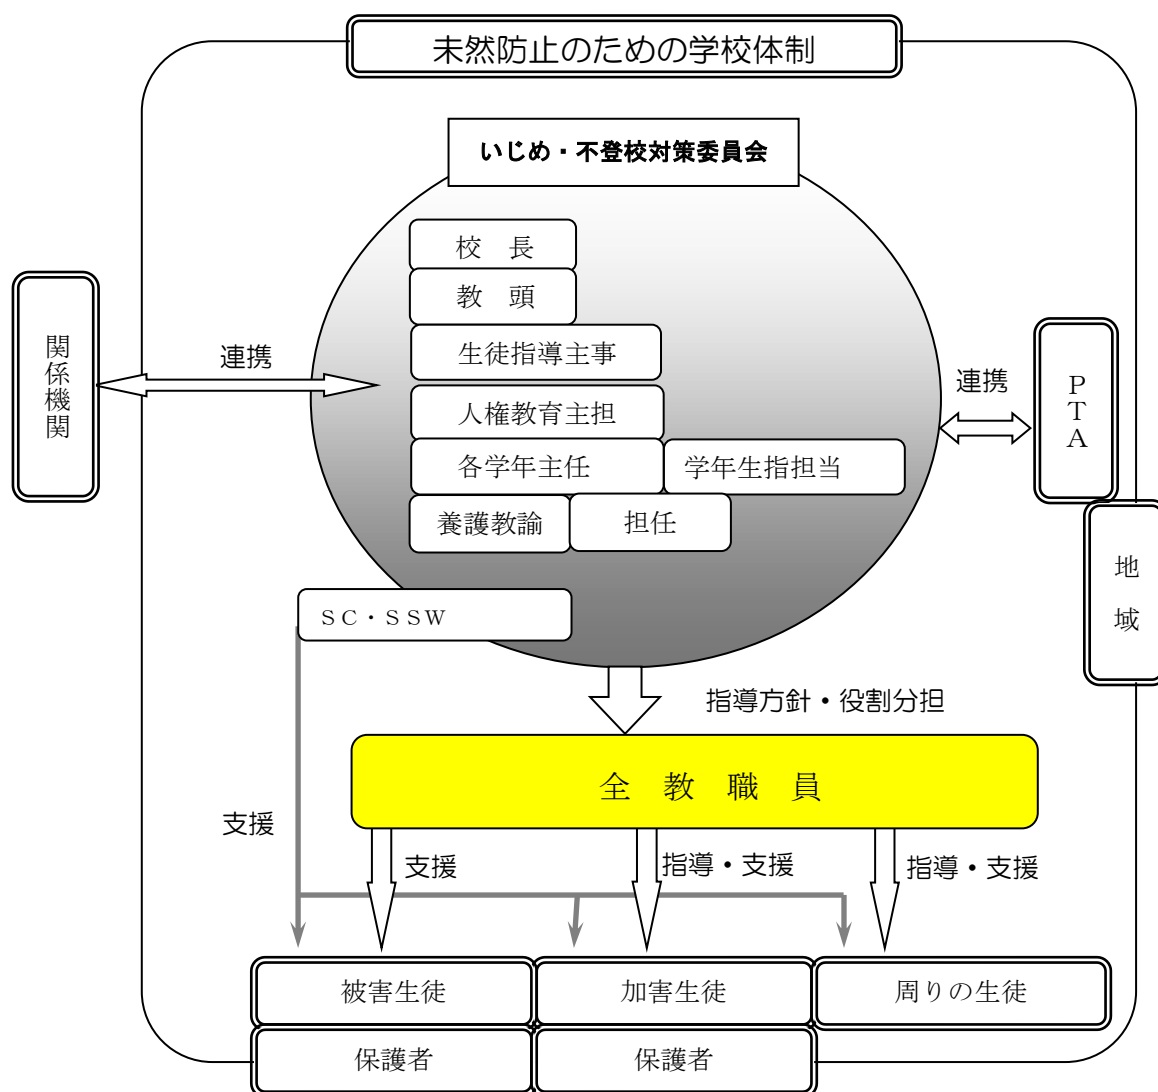 未然防止のための学校体制
いじめ・不登校対策委員会
校　長
教　頭
生徒指導主事
人権教育主担
各学年主任
学年生指担当
養護教諭
担任
ＳＣ・ＳＳＷ
関係機関
連携
連携
ＰＴＡ
地域
指導方針・役割分担
全　教　職　員
支援
支援
指導・支援
指導・支援
被害生徒
加害生徒
周りの生徒
保護者
保護者